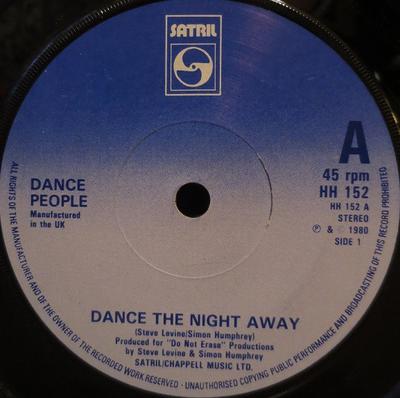 SATRIL
A
45 rpm
HH 152
HH 152 A
STEREO
℗ & © 1980
SIDE 1
DANCE
PEOPLE
Manufactured
in the UK
DANCE THE NIGHT AWAY
(Steve Levine/Simon Humphrey)
Produced for "Do Not Erase" Productions
by Steve Levine & Simon Humphrey
SATRIL/CHAPPELL MUSIC LTD.
ALL RIGHTS OF THE MANUFACTURER AND OF THE OWNER OF THE RECORDED WORK RESERVED · UNAUTHORISED COPYING PUBLIC PERFORMANCE AND BROADCASTING OF THIS RECORD PROHIBITED